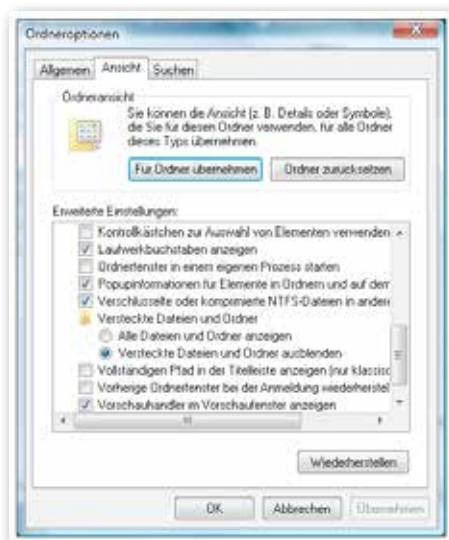 Ordneroptionen
Allgemein Ansicht Suchen
Ordneransicht
Sie können die Ansicht (z. B. Details oder Symbole),
die Sie für diesen Ordner verwenden, für alle Ordner
dieses Typs übernehmen.
Für Ordner übernehmen Ordner zurücksetzen
Erweiterte Einstellungen:
Kontrollkästchen zur Auswahl von Elementen verwenden
Laufwerkbuchstaben anzeigen
Ordnerfenster in einem eigenen Prozess starten
Popupinformationen für Elemente in Ordnern und auf dem
Verschlüsselte oder komprimierte NTFS-Dateien in andere
Versteckte Dateien und Ordner
Alle Dateien und Ordner anzeigen
Versteckte Dateien und Ordner ausblenden
Vollständigen Pfad in der Titelleiste anzeigen (nur klassisc
Vorherige Ordnerfenster bei der Anmeldung wiederherstel
Vorschauhandler im Vorschaufenster anzeigen
Wiederherstellen
OK Abbrechen Übernehmen